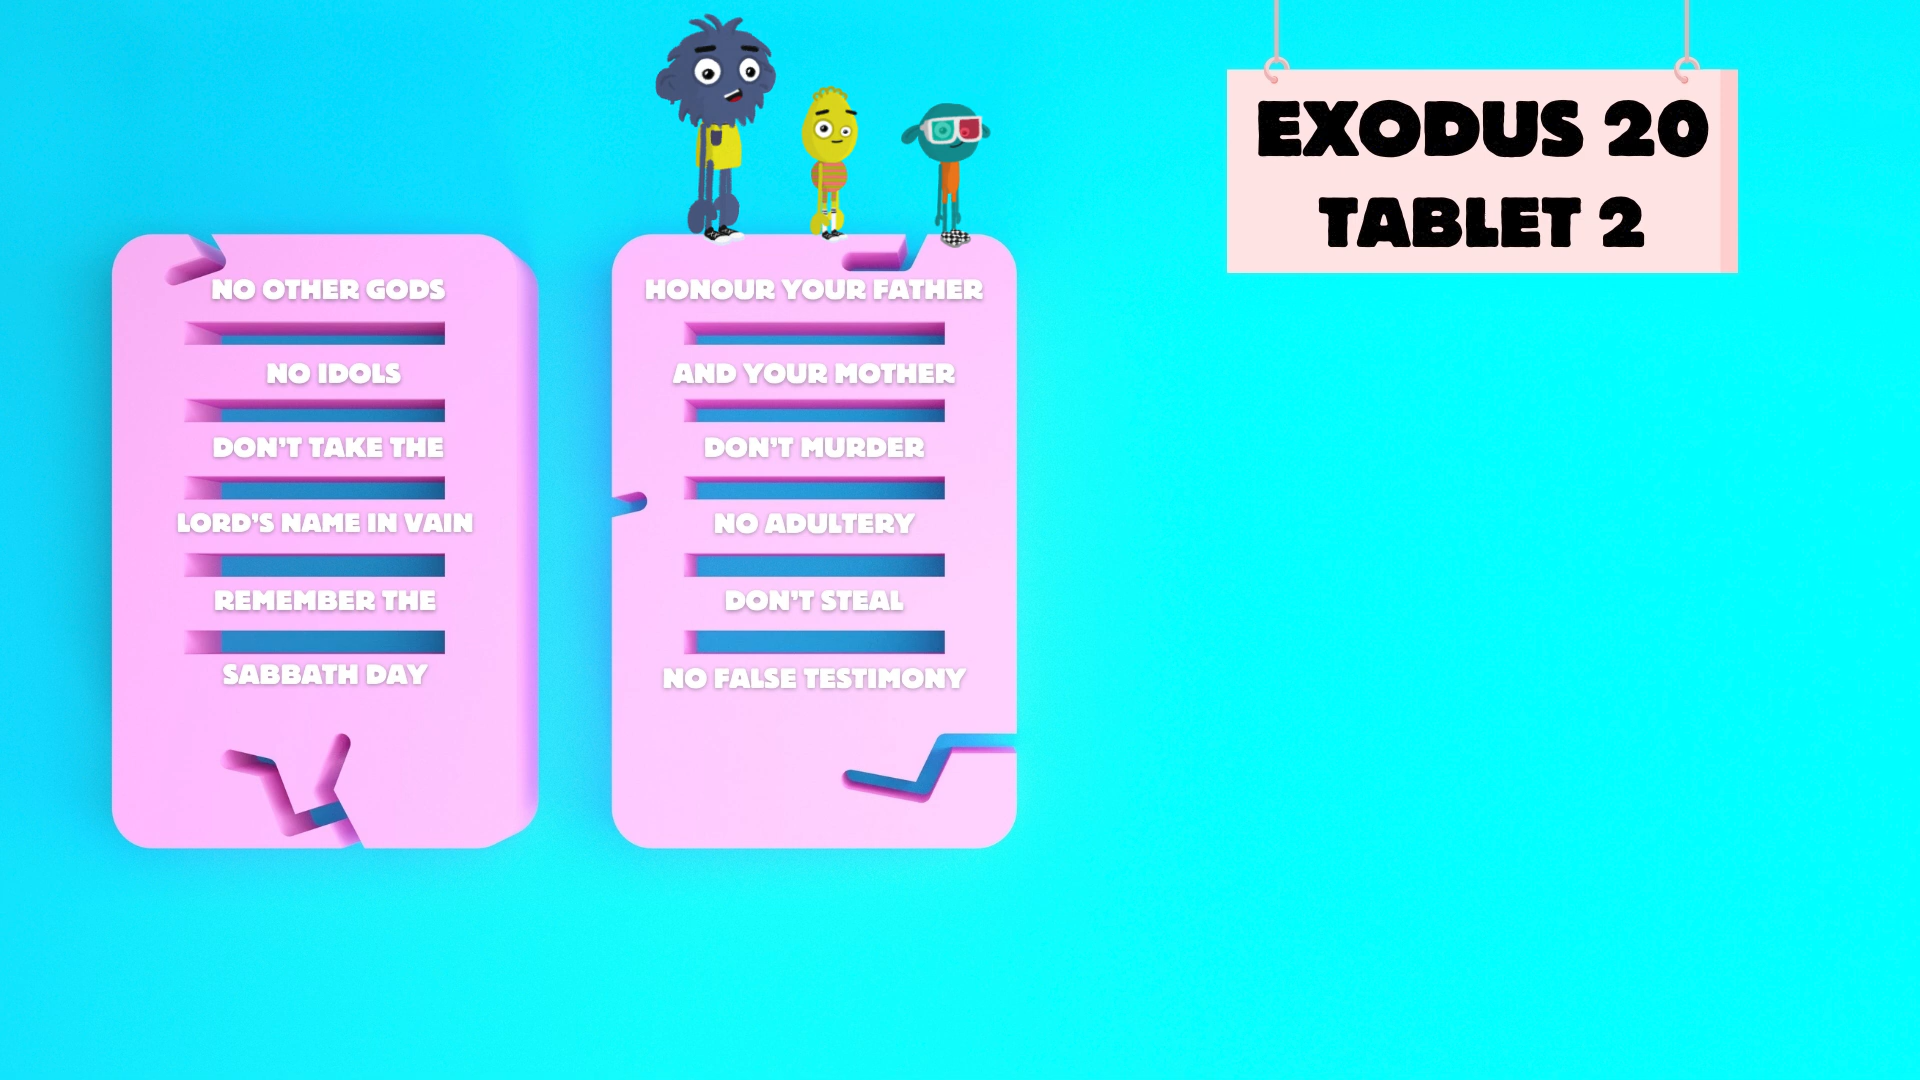 NO OTHER GODS
NO IDOLS
DON'T TAKE THE
LORD'S NAME IN VAIN
REMEMBER THE
SABBATH DAY
HONOUR YOUR FATHER
AND YOUR MOTHER
DON'T MURDER
NO ADULTERY
DON'T STEAL
NO FALSE TESTIMONY
EXODUS 20
TABLET 2